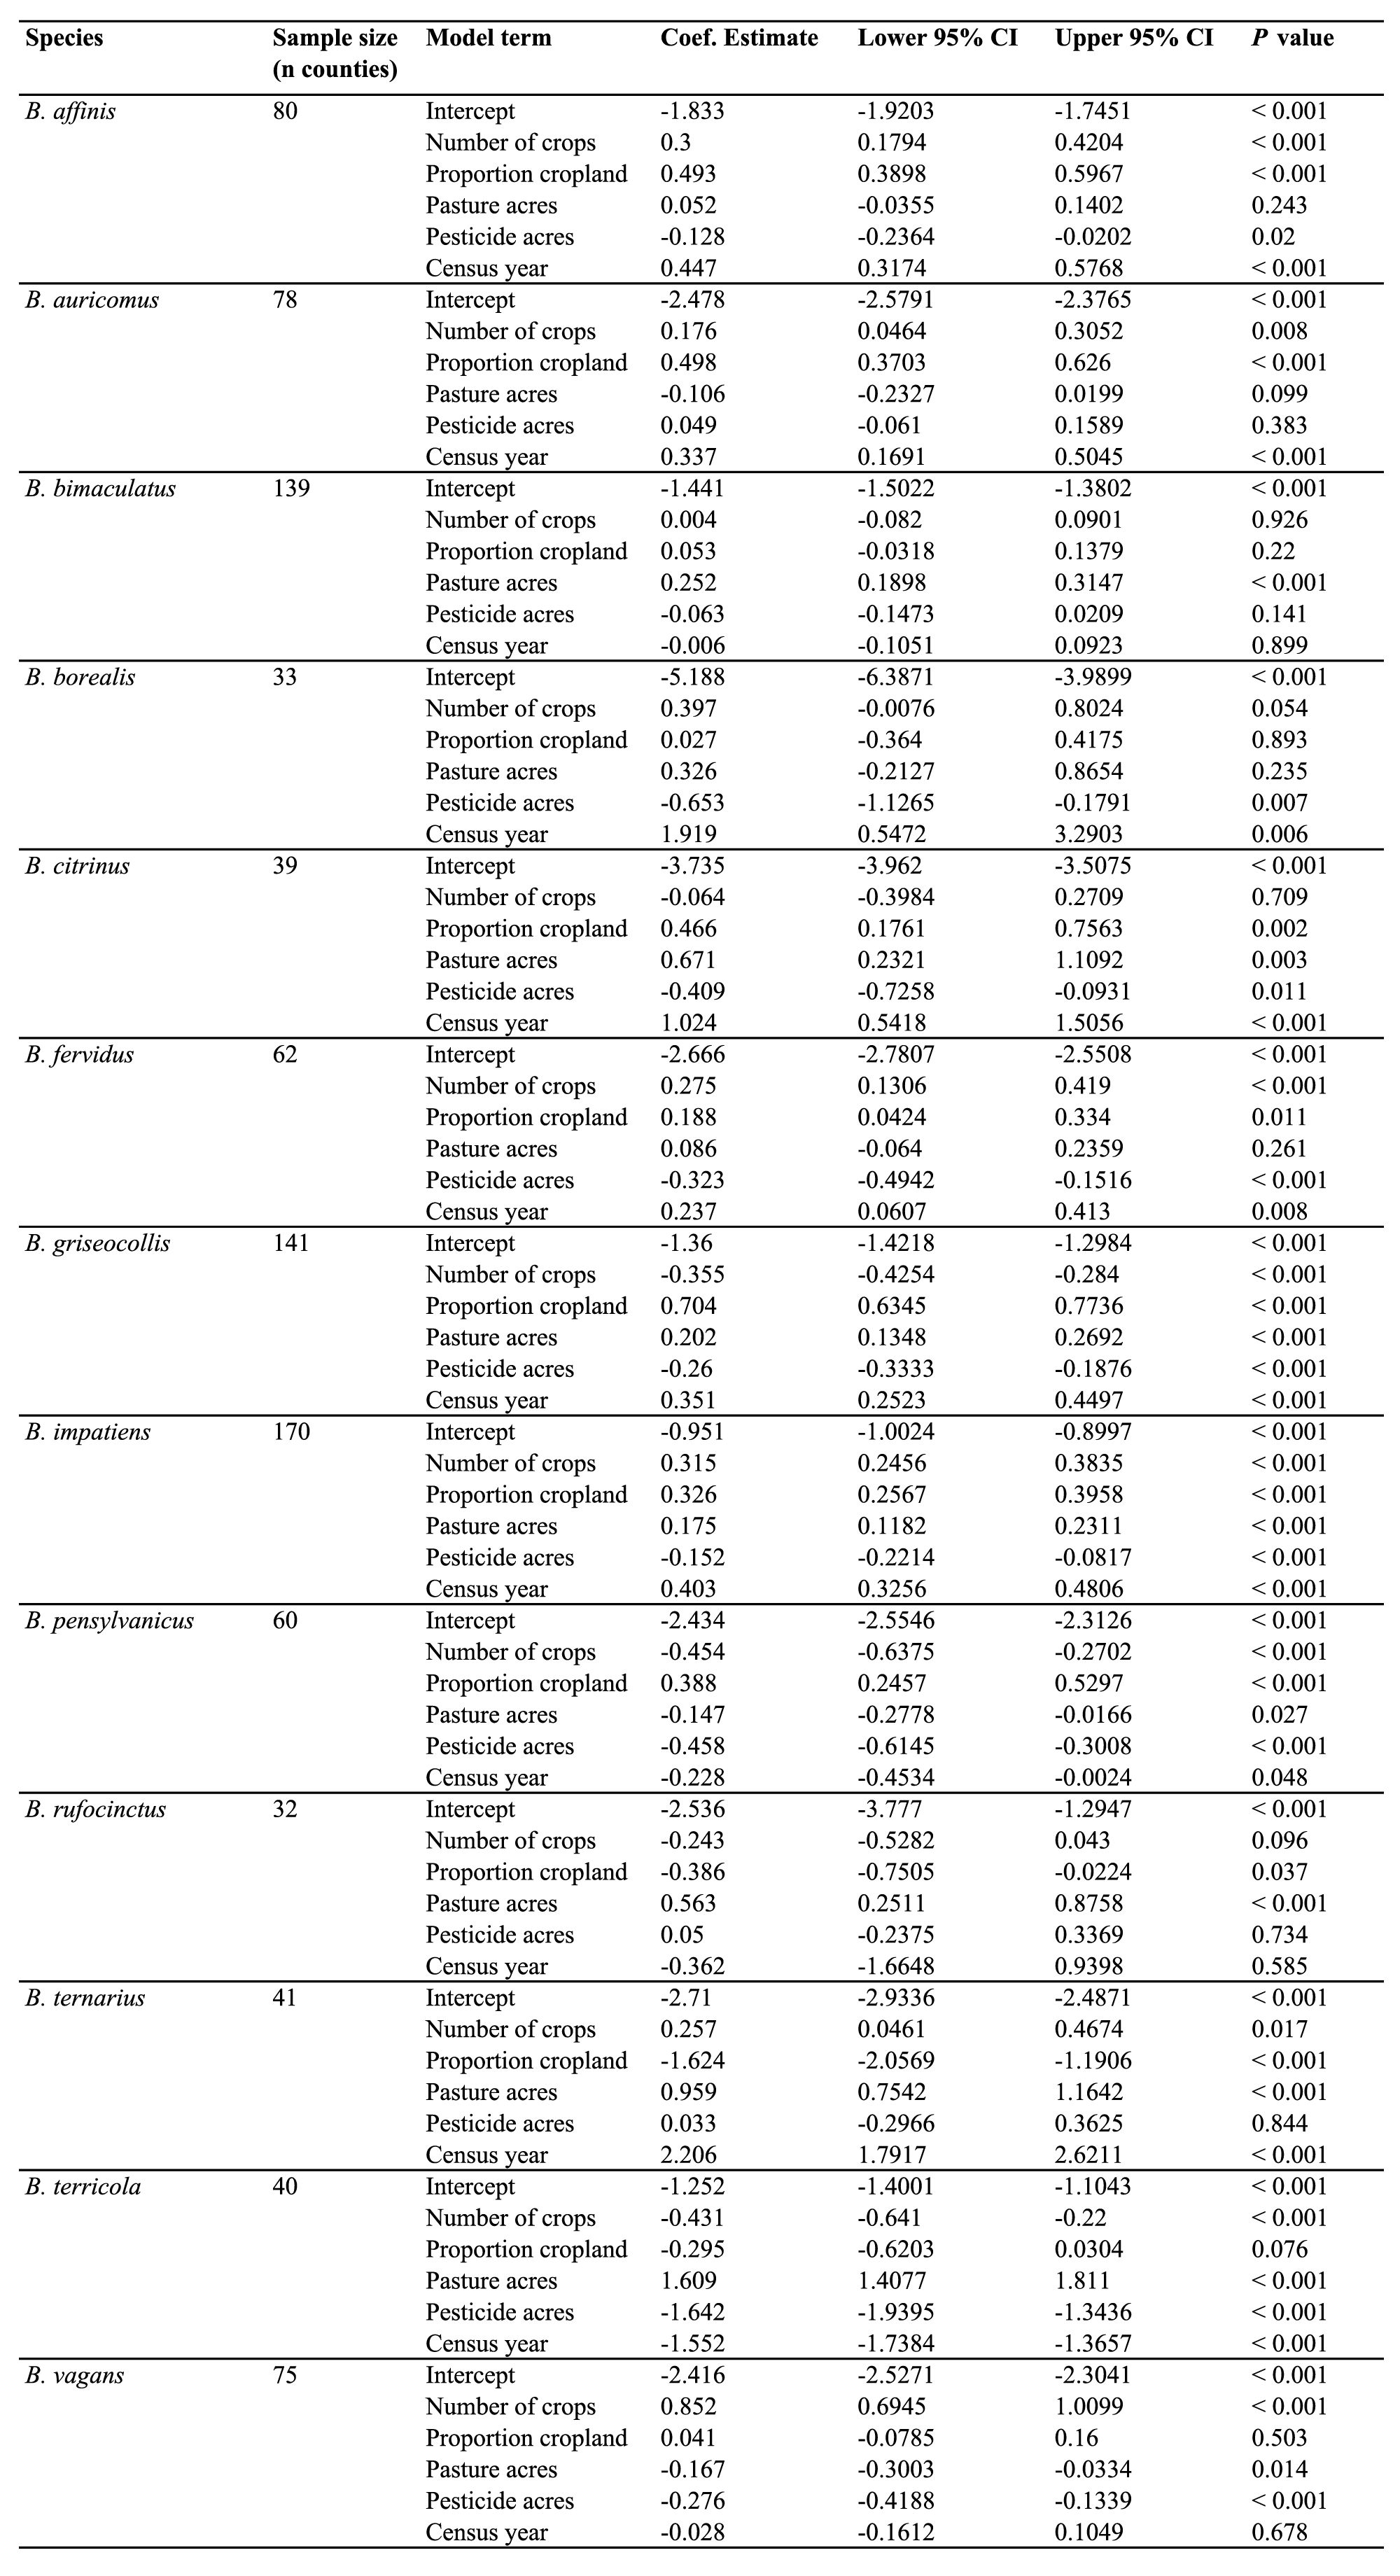 Species Sample size Model term Coef. Estimate Lower 95% CI Upper 95% CI P value
(n counties)
B. affinis 80 Intercept -1.833 -1.9203 -1.7451 < 0.001
Number of crops 0.3 0.1794 0.4204 < 0.001
Proportion cropland 0.493 0.3898 0.5967 < 0.001
Pasture acres 0.052 -0.0355 0.1402 0.243
Pesticide acres -0.128 -0.2364 -0.0202 0.02
Census year 0.447 0.3174 0.5768 < 0.001
B. auricomus 78 Intercept -2.478 -2.5791 -2.3765 < 0.001
Number of crops 0.176 0.0464 0.3052 0.008
Proportion cropland 0.498 0.3703 0.626 < 0.001
Pasture acres -0.106 -0.2327 0.0199 0.099
Pesticide acres 0.049 -0.061 0.1589 0.383
Census year 0.337 0.1691 0.5045 < 0.001
B. bimaculatus 139 Intercept -1.441 -1.5022 -1.3802 < 0.001
Number of crops 0.004 -0.082 0.0901 0.926
Proportion cropland 0.053 -0.0318 0.1379 0.22
Pasture acres 0.252 0.1898 0.3147 < 0.001
Pesticide acres -0.063 -0.1473 0.0209 0.141
Census year -0.006 -0.1051 0.0923 0.899
B. borealis 33 Intercept -5.188 -6.3871 -3.9899 < 0.001
Number of crops 0.397 -0.0076 0.8024 0.054
Proportion cropland 0.027 -0.364 0.4175 0.893
Pasture acres 0.326 -0.2127 0.8654 0.235
Pesticide acres -0.653 -1.1265 -0.1791 0.007
Census year 1.919 0.5472 3.2903 0.006
B. citrinus 39 Intercept -3.735 -3.962 -3.5075 < 0.001
Number of crops -0.064 -0.3984 0.2709 0.709
Proportion cropland 0.466 0.1761 0.7563 0.002
Pasture acres 0.671 0.2321 1.1092 0.003
Pesticide acres -0.409 -0.7258 -0.0931 0.011
Census year 1.024 0.5418 1.5056 < 0.001
B. fervidus 62 Intercept -2.666 -2.7807 -2.5508 < 0.001
Number of crops 0.275 0.1306 0.419 < 0.001
Proportion cropland 0.188 0.0424 0.334 0.011
Pasture acres 0.086 -0.064 0.2359 0.261
Pesticide acres -0.323 -0.4942 -0.1516 < 0.001
Census year 0.237 0.0607 0.413 0.008
B. griseocollis 141 Intercept -1.36 -1.4218 -1.2984 < 0.001
Number of crops -0.355 -0.4254 -0.284 < 0.001
Proportion cropland 0.704 0.6345 0.7736 < 0.001
Pasture acres 0.202 0.1348 0.2692 < 0.001
Pesticide acres -0.26 -0.3333 -0.1876 < 0.001
Census year 0.351 0.2523 0.4497 < 0.001
B. impatiens 170 Intercept -0.951 -1.0024 -0.8997 < 0.001
Number of crops 0.315 0.2456 0.3835 < 0.001
Proportion cropland 0.326 0.2567 0.3958 < 0.001
Pasture acres 0.175 0.1182 0.2311 < 0.001
Pesticide acres -0.152 -0.2214 -0.0817 < 0.001
Census year 0.403 0.3256 0.4806 < 0.001
B. pensylvanicus 60 Intercept -2.434 -2.5546 -2.3126 < 0.001
Number of crops -0.454 -0.6375 -0.2702 < 0.001
Proportion cropland 0.388 0.2457 0.5297 < 0.001
Pasture acres -0.147 -0.2778 -0.0166 0.027
Pesticide acres -0.458 -0.6145 -0.3008 < 0.001
Census year -0.228 -0.4534 -0.0024 0.048
B. rufocinctus 32 Intercept -2.536 -3.777 -1.2947 < 0.001
Number of crops -0.243 -0.5282 0.043 0.096
Proportion cropland -0.386 -0.7505 -0.0224 0.037
Pasture acres 0.563 0.2511 0.8758 < 0.001
Pesticide acres 0.05 -0.2375 0.3369 0.734
Census year -0.362 -1.6648 0.9398 0.585
B. ternarius 41 Intercept -2.71 -2.9336 -2.4871 < 0.001
Number of crops 0.257 0.0461 0.4674 0.017
Proportion cropland -1.624 -2.0569 -1.1906 < 0.001
Pasture acres 0.959 0.7542 1.1642 < 0.001
Pesticide acres 0.033 -0.2966 0.3625 0.844
Census year 2.206 1.7917 2.6211 < 0.001
B. terricola 40 Intercept -1.252 -1.4001 -1.1043 < 0.001
Number of crops -0.431 -0.641 -0.22 < 0.001
Proportion cropland -0.295 -0.6203 0.0304 0.076
Pasture acres 1.609 1.4077 1.811 < 0.001
Pesticide acres -1.642 -1.9395 -1.3436 < 0.001
Census year -1.552 -1.7384 -1.3657 < 0.001
B. vagans 75 Intercept -2.416 -2.5271 -2.3041 < 0.001
Number of crops 0.852 0.6945 1.0099 < 0.001
Proportion cropland 0.041 -0.0785 0.16 0.503
Pasture acres -0.167 -0.3003 -0.0334 0.014
Pesticide acres -0.276 -0.4188 -0.1339 < 0.001
Census year -0.028 -0.1612 0.1049 0.678